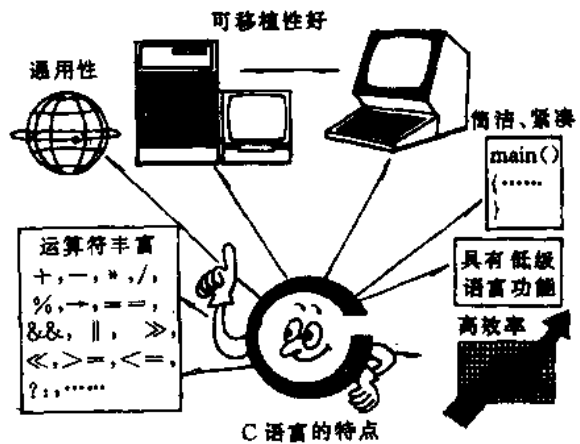 可移植性好
通用性
简洁、紧凑
main()
{……
}
运算符丰富
+,-,*,/,
%,→,==,
&&,‖,≫,
≪,>=,<=,
?:,……
具有低级
语言功能
高效率
C语言的特点